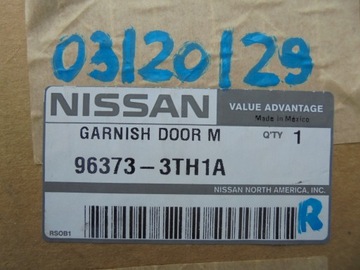 03/20/29
NISSAN
VALUE ADVANTAGE
Made in Mexico
GARNISH DOOR M
Q'TY 1
96373-3TH1A
NISSAN NORTH AMERICA, INC.
RSOB1
R